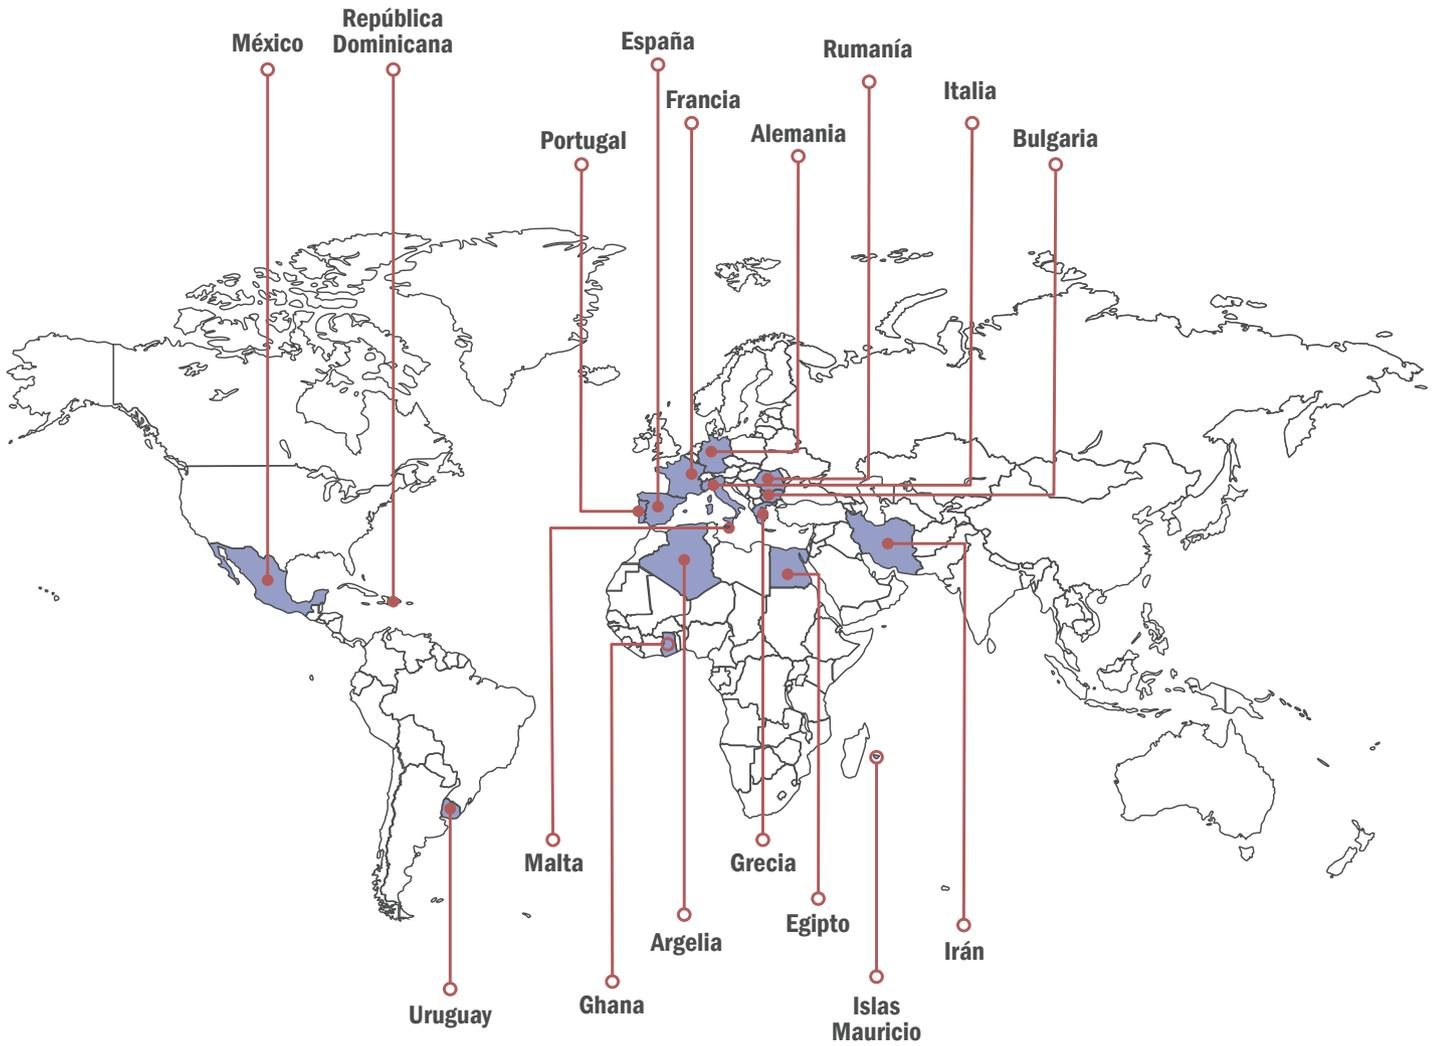 República
México
Dominicana
España
Rumanía
Francia
Italia
Alemania
Portugal
Bulgaria
Malta
Grecia
Egipto
Argelia
Irán
Ghana
Islas
Uruguay
Mauricio